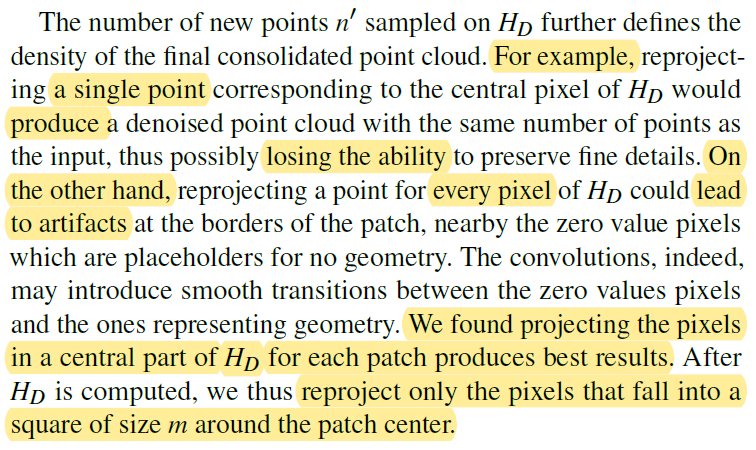 The number of new points n′ sampled on H_D further defines the
density of the final consolidated point cloud. For example, reproject-
ing a single point corresponding to the central pixel of H_D would
produce a denoised point cloud with the same number of points as
the input, thus possibly losing the ability to preserve fine details. On
the other hand, reprojecting a point for every pixel of H_D could lead
to artifacts at the borders of the patch, nearby the zero value pixels
which are placeholders for no geometry. The convolutions, indeed,
may introduce smooth transitions between the zero values pixels
and the ones representing geometry. We found projecting the pixels
in a central part of H_D for each patch produces best results. After
H_D is computed, we thus reproject only the pixels that fall into a
square of size m around the patch center.